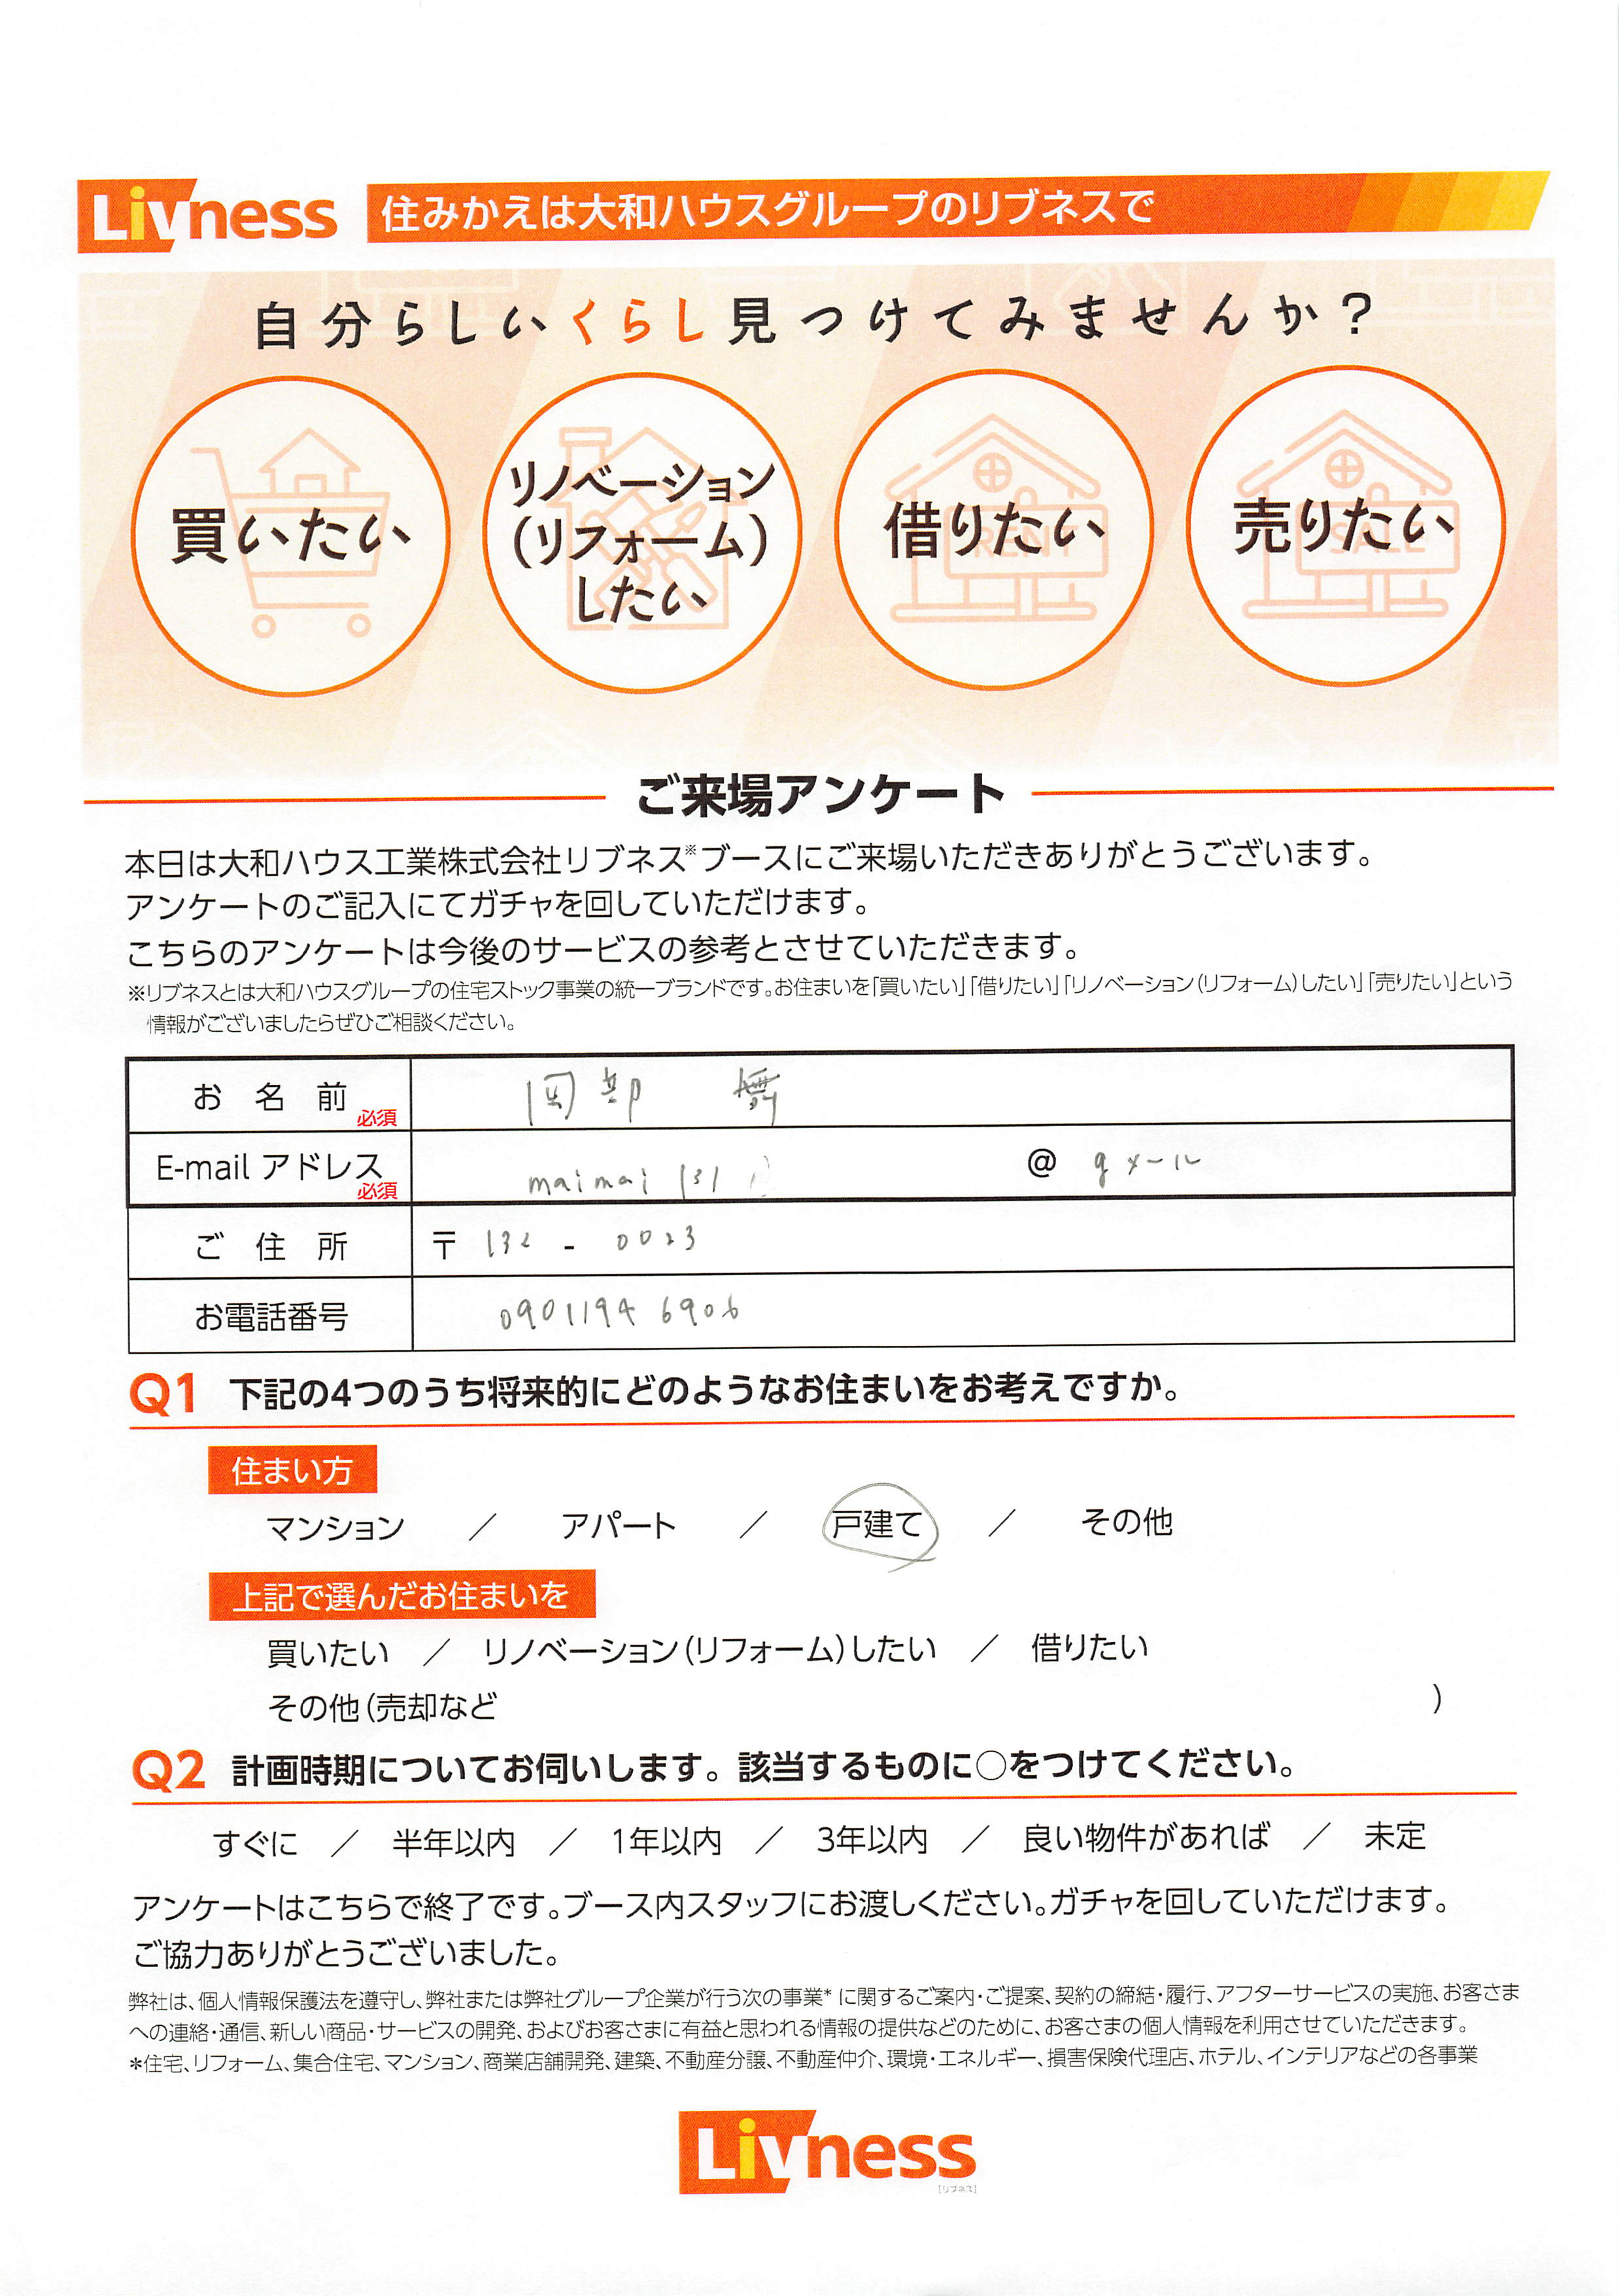 Livness 住みかえは大和ハウスグループのリブネスで
自分らしいくらし見つけてみませんか？
買いたい
リノベーション
（リフォーム）
したい
借りたい
RENT
売りたい
SALE
ご来場アンケート
本日は大和ハウス工業株式会社リブネス※ブースにご来場いただきありがとうございます。
アンケートのご記入にてガチャを回していただけます。
こちらのアンケートは今後のサービスの参考とさせていただきます。
※リブネスとは大和ハウスグループの住宅ストック事業の統一ブランドです。お住まいを「買いたい」「借りたい」「リノベーション（リフォーム）したい」「売りたい」という
情報がございましたらぜひご相談ください。
お名前 必須 岡部 舞
E-mail アドレス 必須 maimai 131 @ gメール
ご住所 〒 132 - 0023
お電話番号 0901194 6906
Q1 下記の4つのうち将来的にどのようなお住まいをお考えですか。
住まい方
マンション ／ アパート ／ 戸建て ／ その他
上記で選んだお住まいを
買いたい ／ リノベーション（リフォーム）したい ／ 借りたい
その他（売却など ）
Q2 計画時期についてお伺いします。該当するものに○をつけてください。
すぐに ／ 半年以内 ／ 1年以内 ／ 3年以内 ／ 良い物件があれば ／ 未定
アンケートはこちらで終了です。ブース内スタッフにお渡しください。ガチャを回していただけます。
ご協力ありがとうございました。
弊社は、個人情報保護法を遵守し、弊社または弊社グループ企業が行う次の事業* に関するご案内・ご提案、契約の締結・履行、アフターサービスの実施、お客さま
への連絡・通信、新しい商品・サービスの開発、およびお客さまに有益と思われる情報の提供などのために、お客さまの個人情報を利用させていただきます。
*住宅、リフォーム、集合住宅、マンション、商業店舗開発、建築、不動産分譲、不動産仲介、環境・エネルギー、損害保険代理店、ホテル、インテリアなどの各事業
Livness
［リブネス］